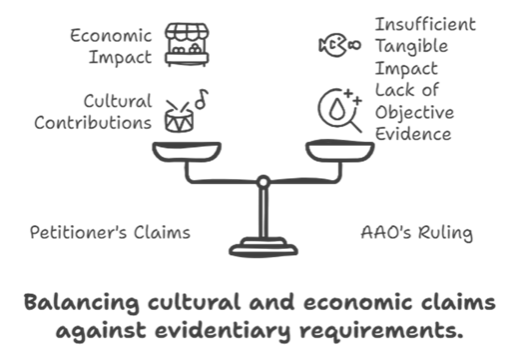 Economic
Impact
Cultural
Contributions
Insufficient
Tangible
Impact
Lack of
Objective
Evidence
Petitioner's Claims
AAO's Ruling
Balancing cultural and economic claims
against evidentiary requirements.